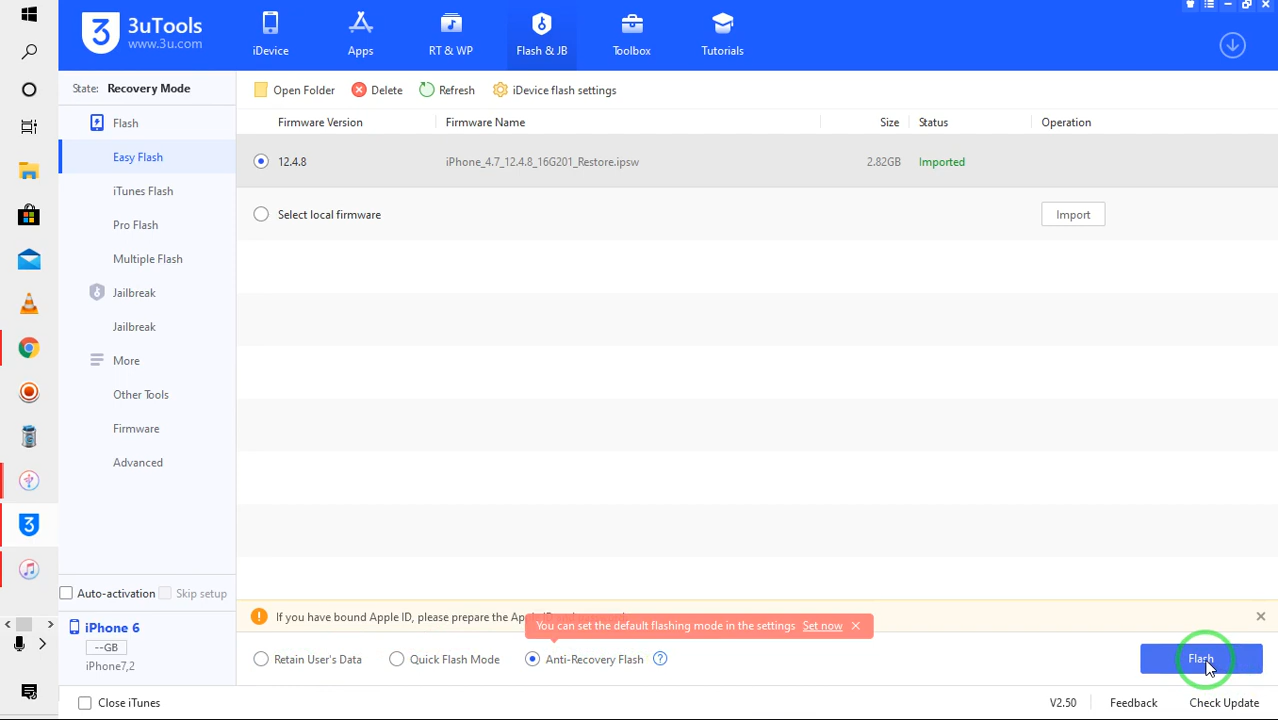 3uTools
www.3u.com
iDevice
Apps
RT & WP
Flash & JB
Toolbox
Tutorials
State: Recovery Mode
Open Folder
Delete
Refresh
iDevice flash settings
Flash
Easy Flash
iTunes Flash
Pro Flash
Multiple Flash
Jailbreak
Jailbreak
More
Other Tools
Firmware
Advanced
Firmware Version
Firmware Name
Size
Status
Operation
12.4.8
iPhone_4.7_12.4.8_16G201_Restore.ipsw
2.82GB
Imported
Select local firmware
Import
Auto-activation
Skip setup
iPhone 6
--GB
iPhone7,2
If you have bound Apple ID, please prepare the
You can set the default flashing mode in the settings Set now
Retain User's Data
Quick Flash Mode
Anti-Recovery Flash
Flash
Close iTunes
V2.50
Feedback
Check Update